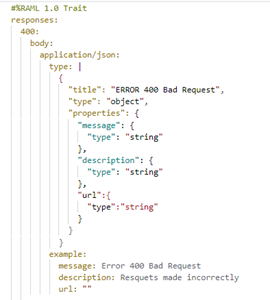 #%RAML 1.0 Trait
responses:
  400:
    body:
      application/json:
        type: |
          {
            "title": "ERROR 400 Bad Request",
            "type": "object",
            "properties": {
              "message": {
                "type": "string"
              },
              "description": {
                "type": "string"
              },
              "url":{
                "type":"string"
              }
            }
          }
        example:
          message: Error 400 Bad Request
          description: Resquets made incorrectly
          url: ""